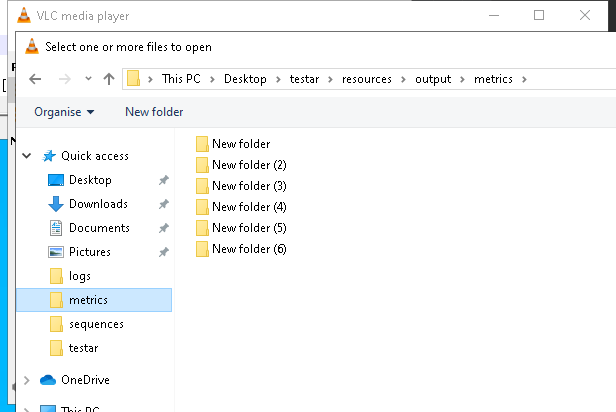 VLC media player
Select one or more files to open
This PC > Desktop > testar > resources > output > metrics >
Organise New folder
Quick access
Desktop
Downloads
Documents
Pictures
logs
metrics
sequences
testar
OneDrive
This PC
New folder
New folder (2)
New folder (3)
New folder (4)
New folder (5)
New folder (6)